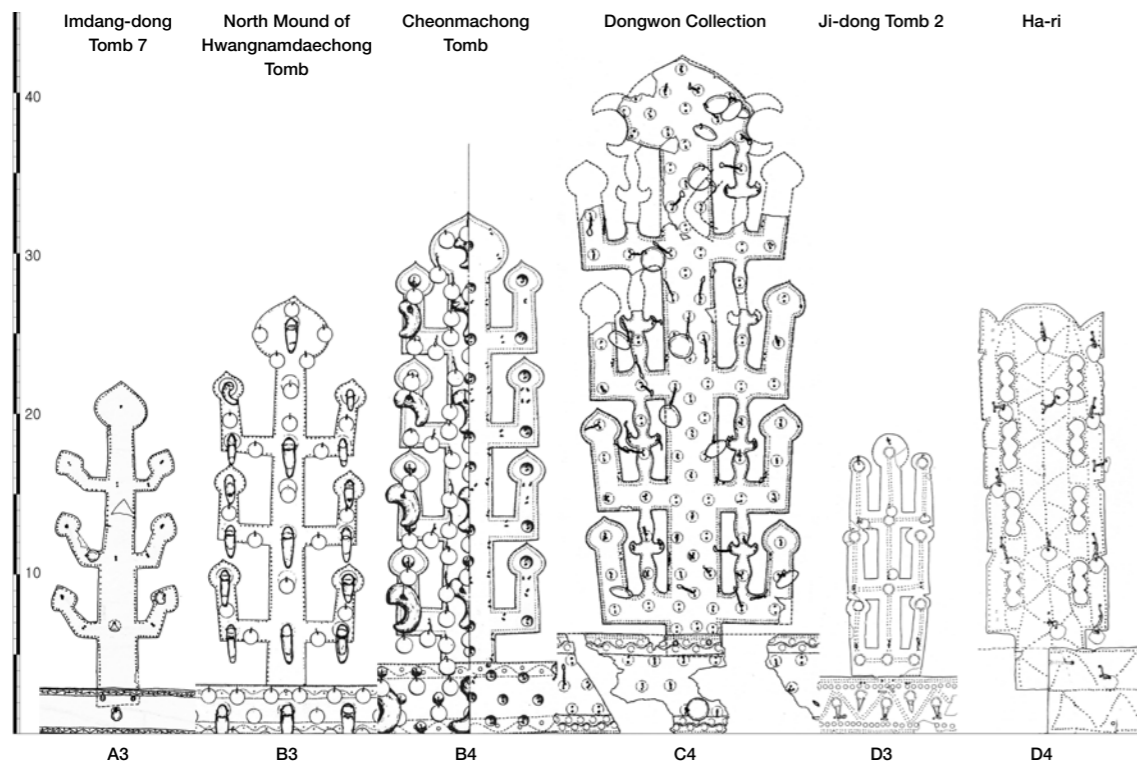 Imdang-dong
Tomb 7
North Mound of
Hwangnamdaechong
Tomb
Cheonmachong
Tomb
Dongwon Collection
Ji-dong Tomb 2
Ha-ri
40
30
20
10
A3
B3
B4
C4
D3
D4